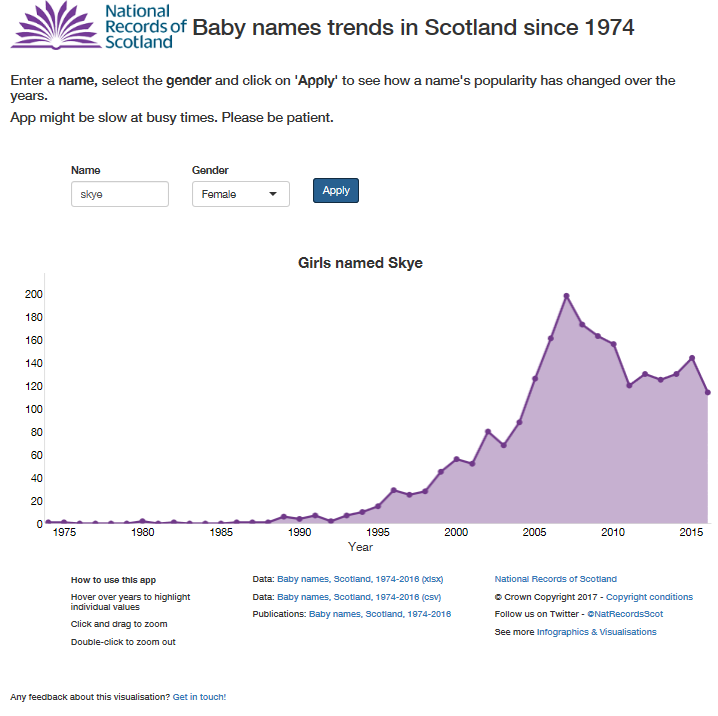 National
Records of
Scotland
Baby names trends in Scotland since 1974
Enter a name, select the gender and click on 'Apply' to see how a name's popularity has changed over the
years.
App might be slow at busy times. Please be patient.
Name Gender
skye Female Apply
Girls named Skye
200
180
160
140
120
100
80
60
40
20
0
1975 1980 1985 1990 1995 2000 2005 2010 2015
Year
How to use this app
Hover over years to highlight
individual values
Click and drag to zoom
Double-click to zoom out
Data: Baby names, Scotland, 1974-2016 (xlsx)
Data: Baby names, Scotland, 1974-2016 (csv)
Publications: Baby names, Scotland, 1974-2016
National Records of Scotland
© Crown Copyright 2017 - Copyright conditions
Follow us on Twitter - @NatRecordsScot
See more Infographics & Visualisations
Any feedback about this visualisation? Get in touch!